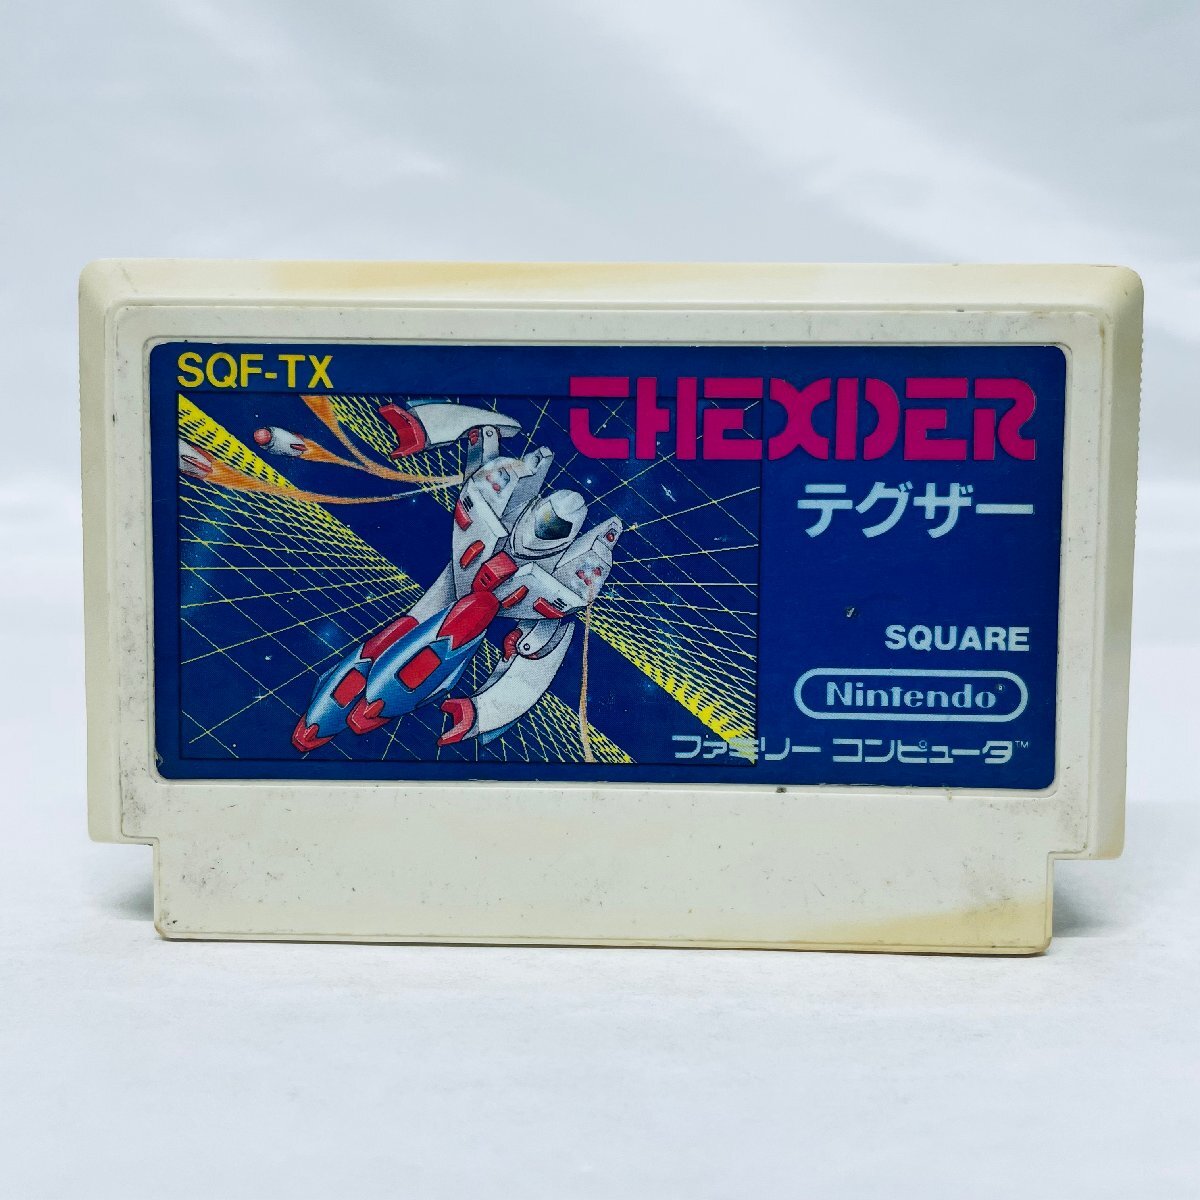 SQF-TX
THEXDER
テグザー
SQUARE
Nintendo
ファミリー コンピュータ™